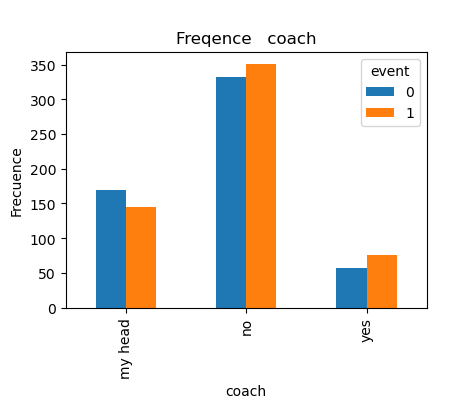 Freqence   coach
event
0
1
Frecuence
350
300
250
200
150
100
50
0
my head
no
yes
coach